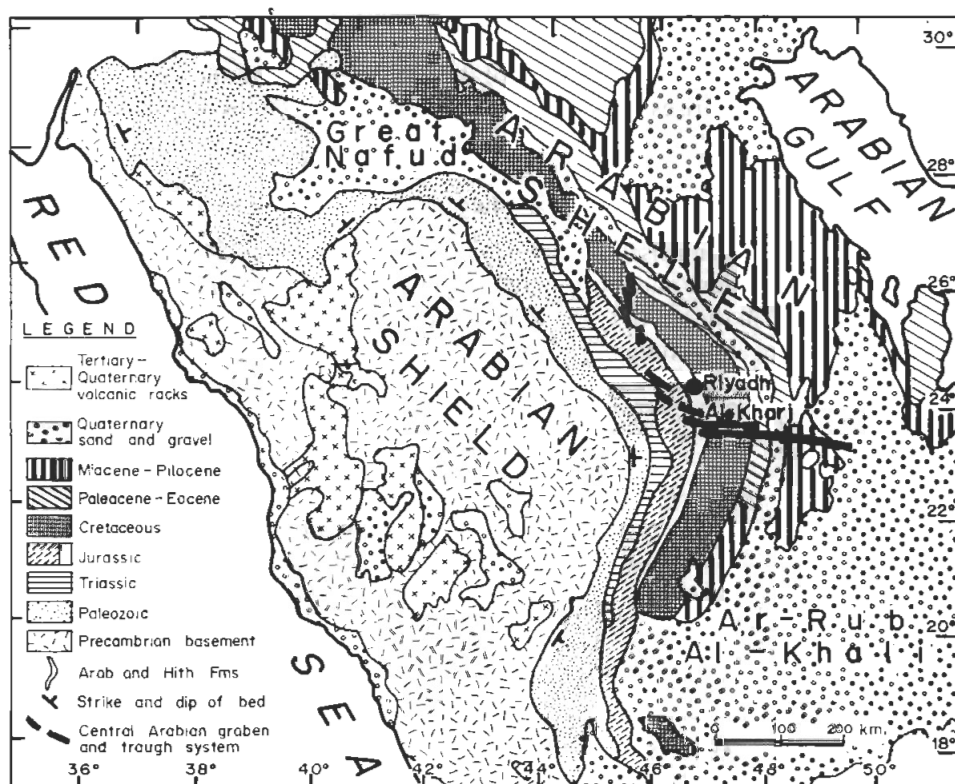 30°
Great
Nafud
ARABIAN
GULF
28°
ARABIAN
SHELF
RED
SEA
26°
ARABIAN
SHIELD
LEGEND
Tertiary-
Quaternary
volcanic racks
Quaternary
sand and gravel
Miacene-Pilocene
Paleacene-Eocene
Cretaceous
Jurassic
Triassic
Paleozoic
Precambrian basement
Arab and Hith Fms
Strike and dip of bed
Central Arabian graben
and trough system
Riyadh
Al-Kharj
24°
22°
Ar-Rub
Al-Khali
20°
0 100 200 km.
18°
36° 38° 40° 42° 44 46 48 50°